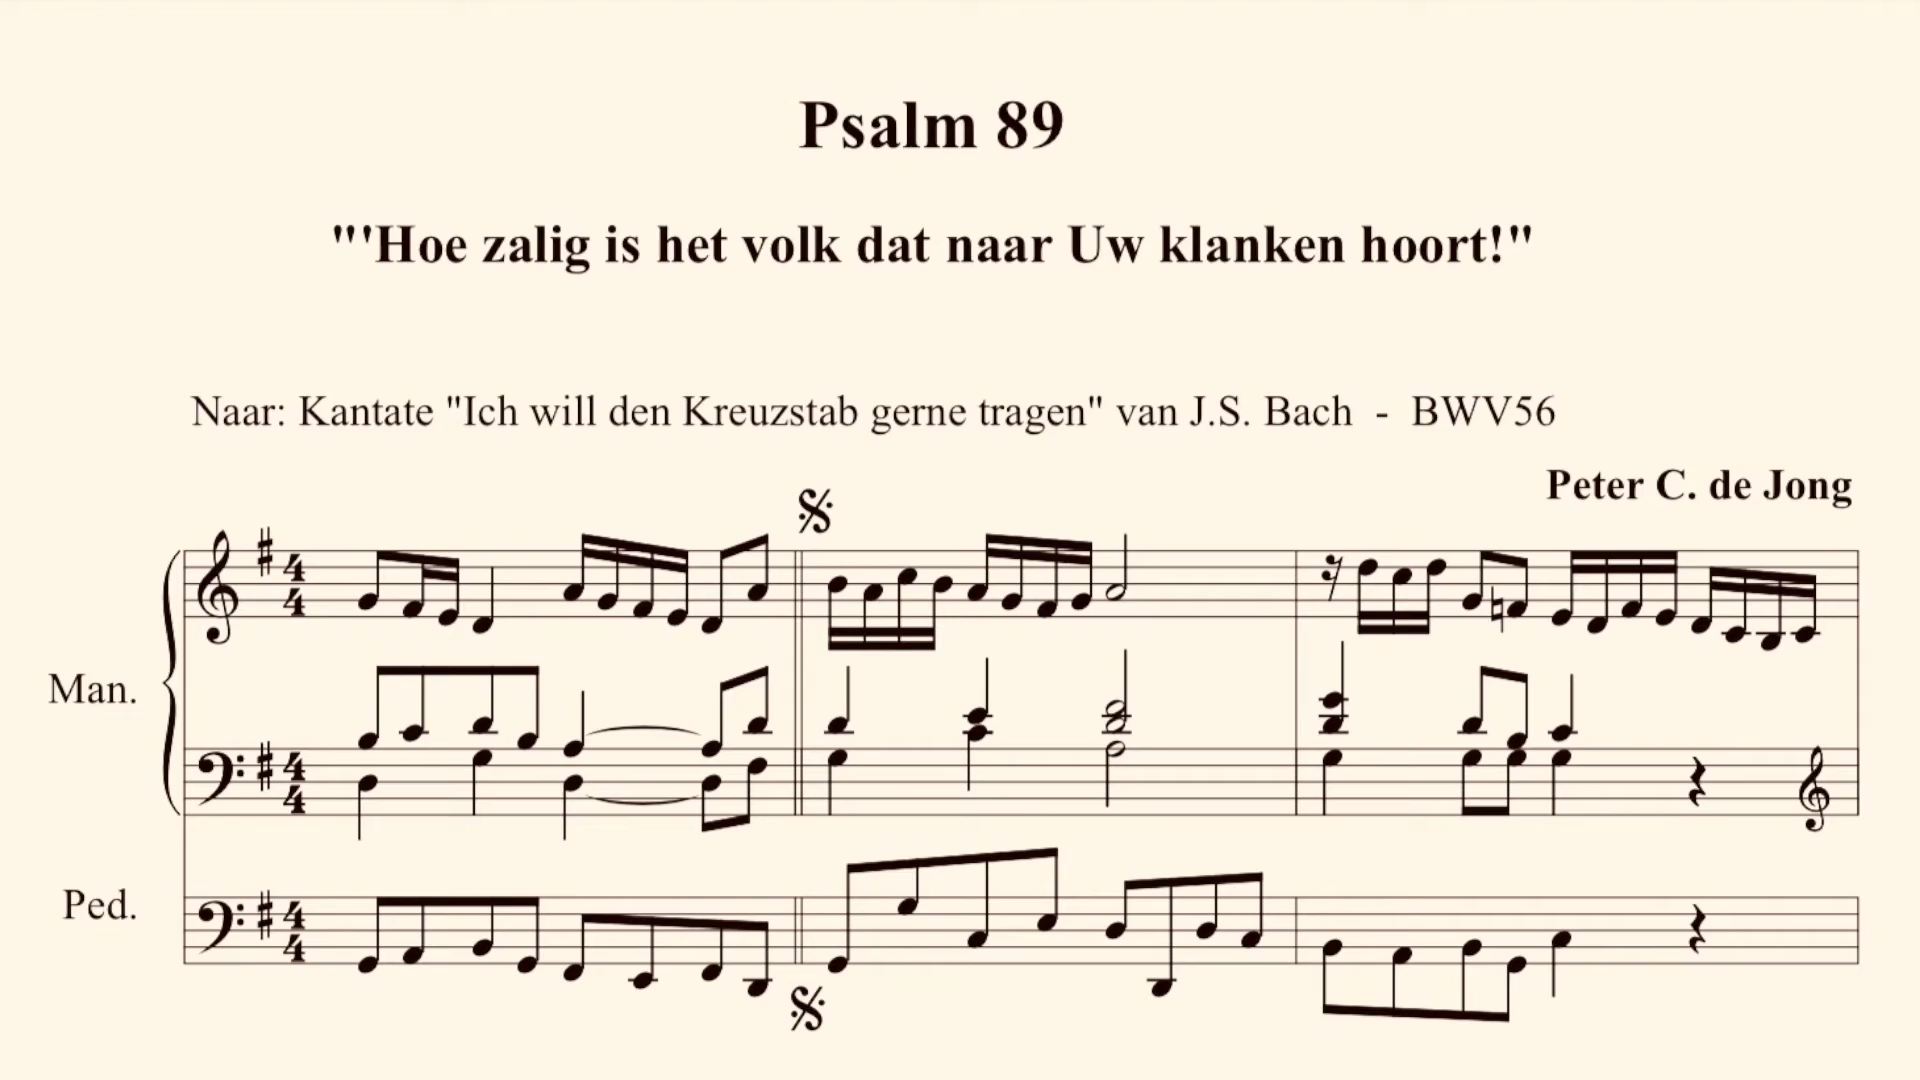 Psalm 89
"'Hoe zalig is het volk dat naar Uw klanken hoort!"
Naar: Kantate "Ich will den Kreuzstab gerne tragen" van J.S. Bach - BWV56
Peter C. de Jong
Man.
Ped.